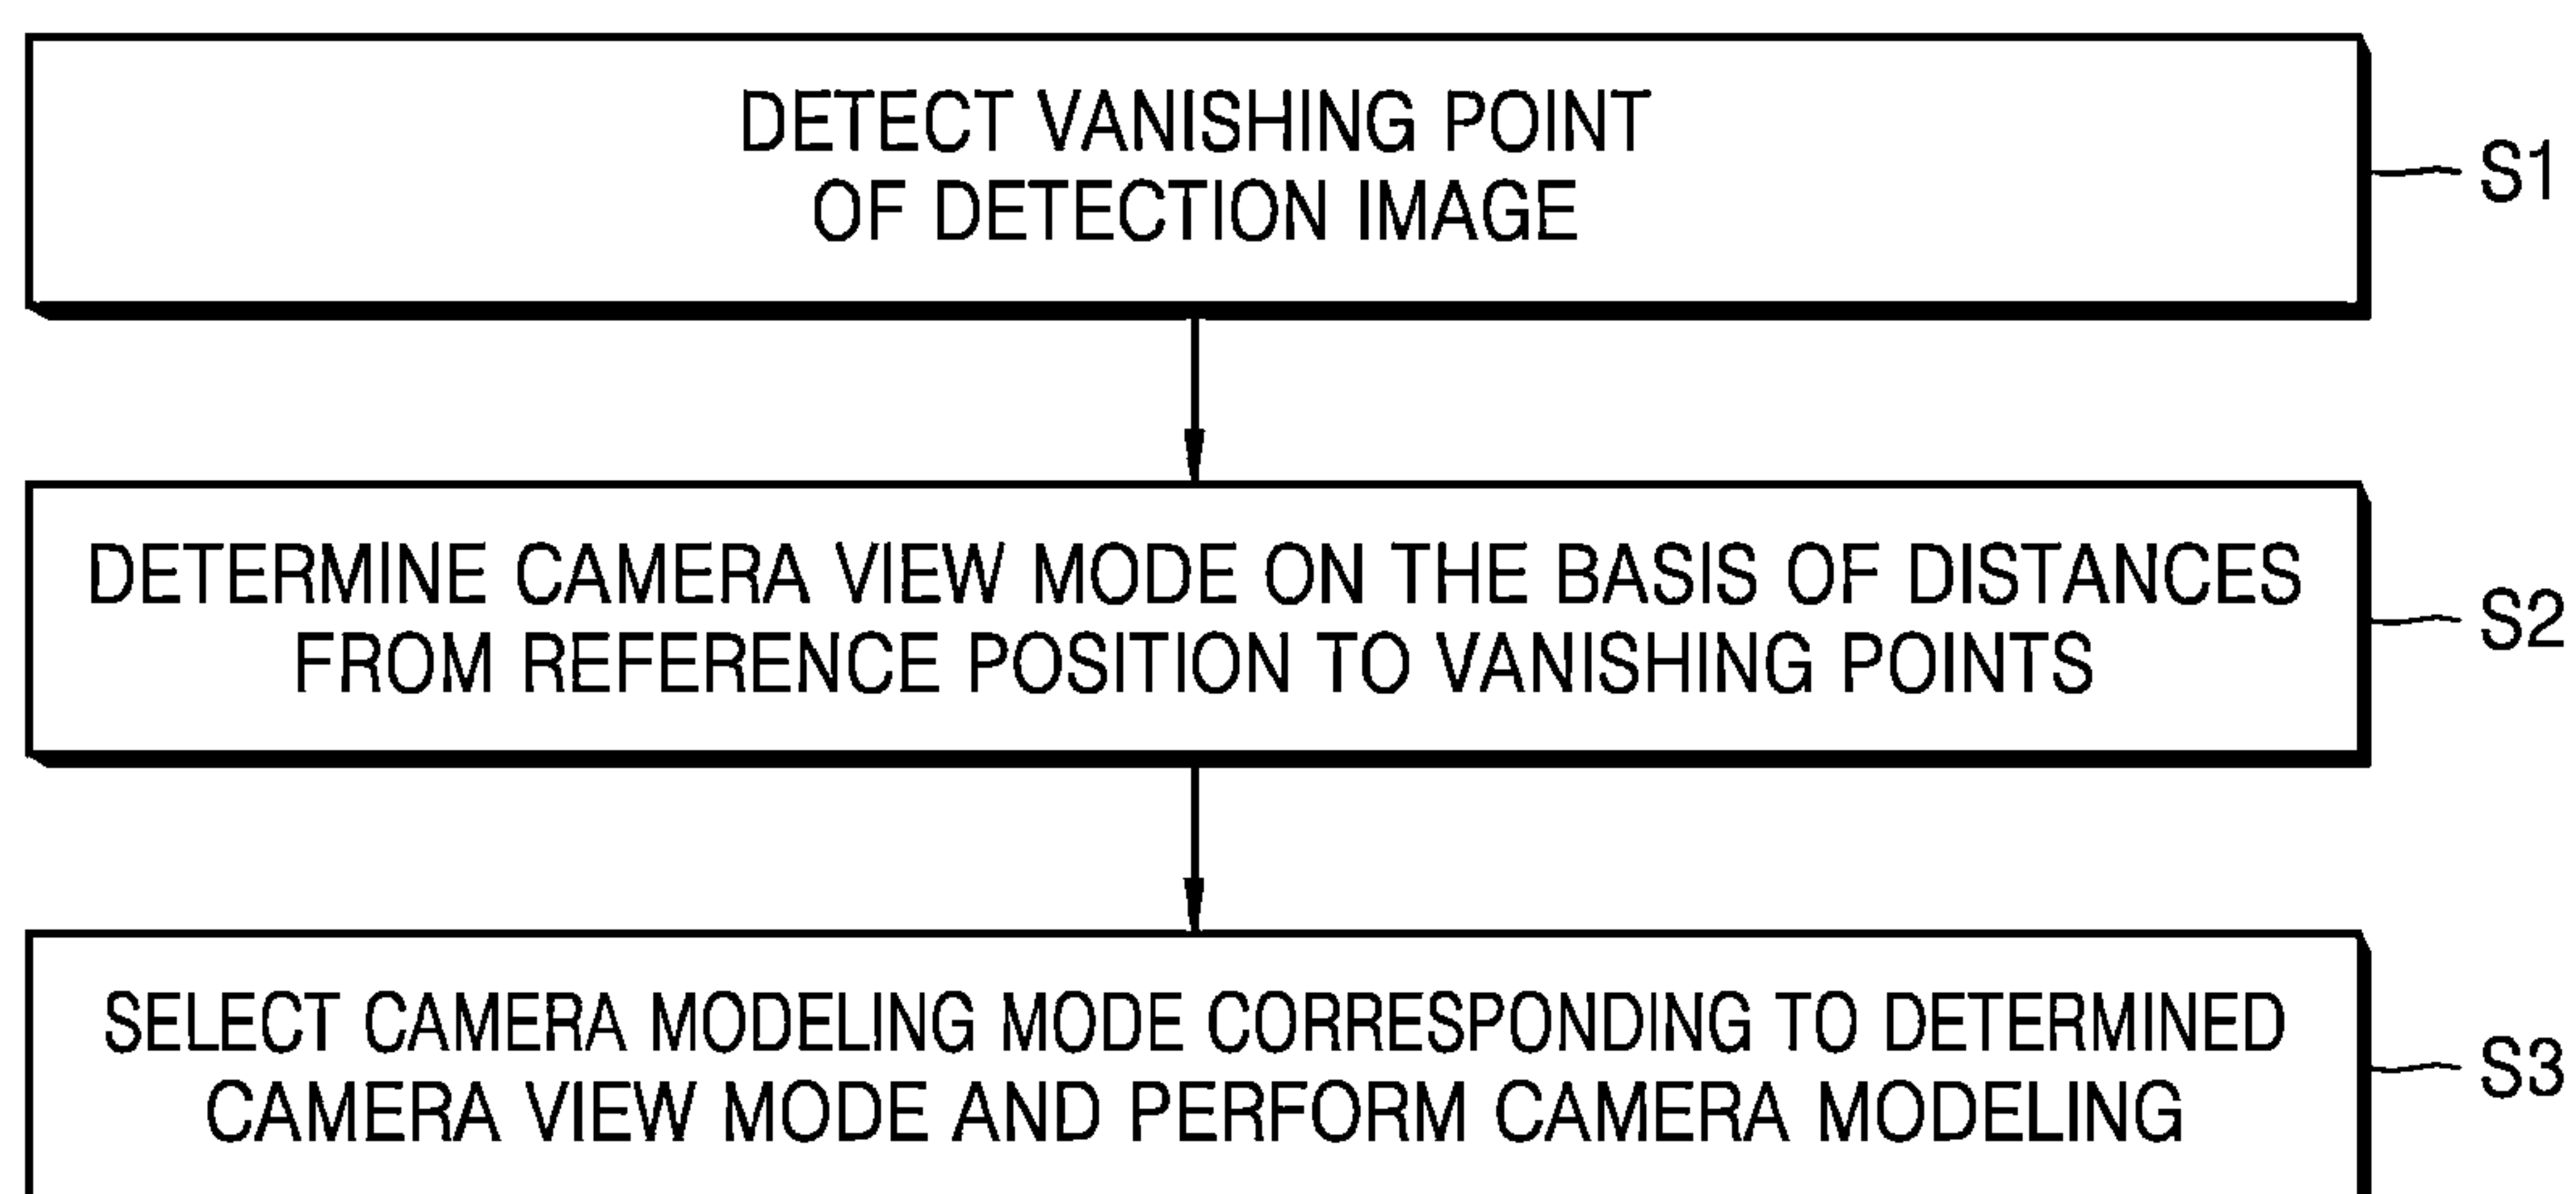 DETECT VANISHING POINT
OF DETECTION IMAGE
S1
DETERMINE CAMERA VIEW MODE ON THE BASIS OF DISTANCES
FROM REFERENCE POSITION TO VANISHING POINTS
S2
SELECT CAMERA MODELING MODE CORRESPONDING TO DETERMINED
CAMERA VIEW MODE AND PERFORM CAMERA MODELING
S3